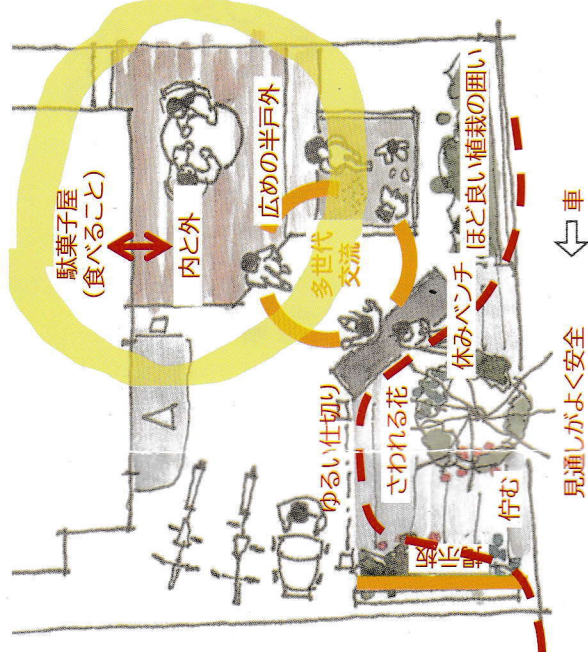 駄菓子屋
(食べること)
内と外
広めの半戸外
多世代
交流
ほど良い植栽の囲い
休みベンチ
ゆるい仕切り
さわれる花
佇む
掲示板
車
見通しがよく安全